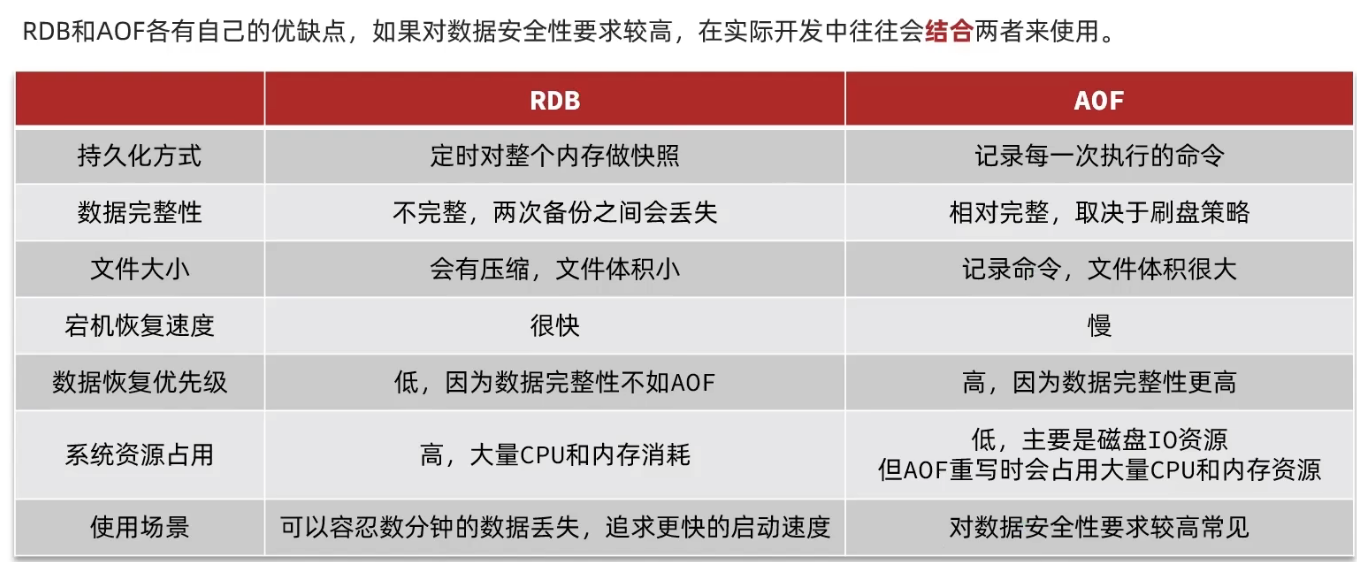 RDB和AOF各有自己的优缺点，如果对数据安全性要求较高，在实际开发中往往会结合两者来使用。
RDB AOF
持久化方式 定时对整个内存做快照 记录每一次执行的命令
数据完整性 不完整，两次备份之间会丢失 相对完整，取决于刷盘策略
文件大小 会有压缩，文件体积小 记录命令，文件体积很大
宕机恢复速度 很快 慢
数据恢复优先级 低，因为数据完整性不如AOF 高，因为数据完整性更高
系统资源占用 高，大量CPU和内存消耗 低，主要是磁盘IO资源
但AOF重写时会占用大量CPU和内存资源
使用场景 可以容忍数分钟的数据丢失，追求更快的启动速度 对数据安全性要求较高常见